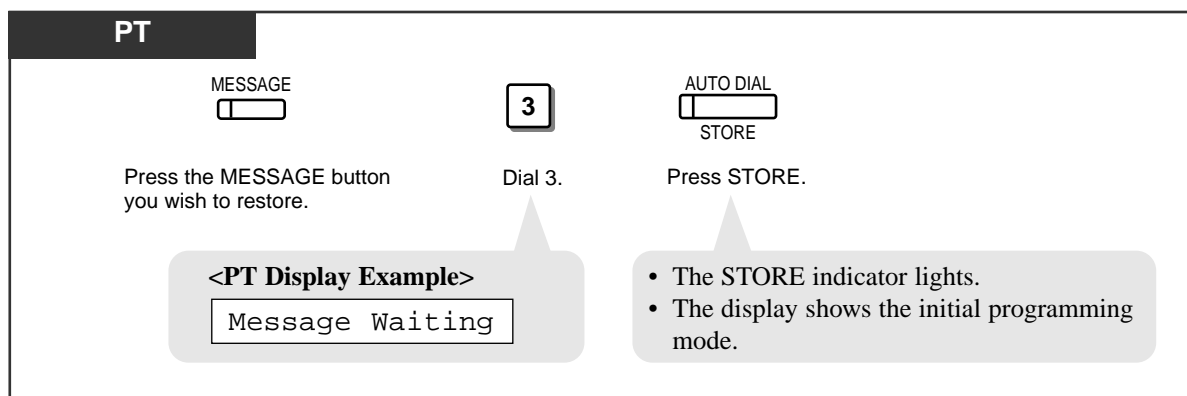 PT
MESSAGE
3
AUTO DIAL
STORE
Press the MESSAGE button
you wish to restore.
Dial 3.
Press STORE.
<PT Display Example>
Message Waiting
• The STORE indicator lights.
• The display shows the initial programming
mode.